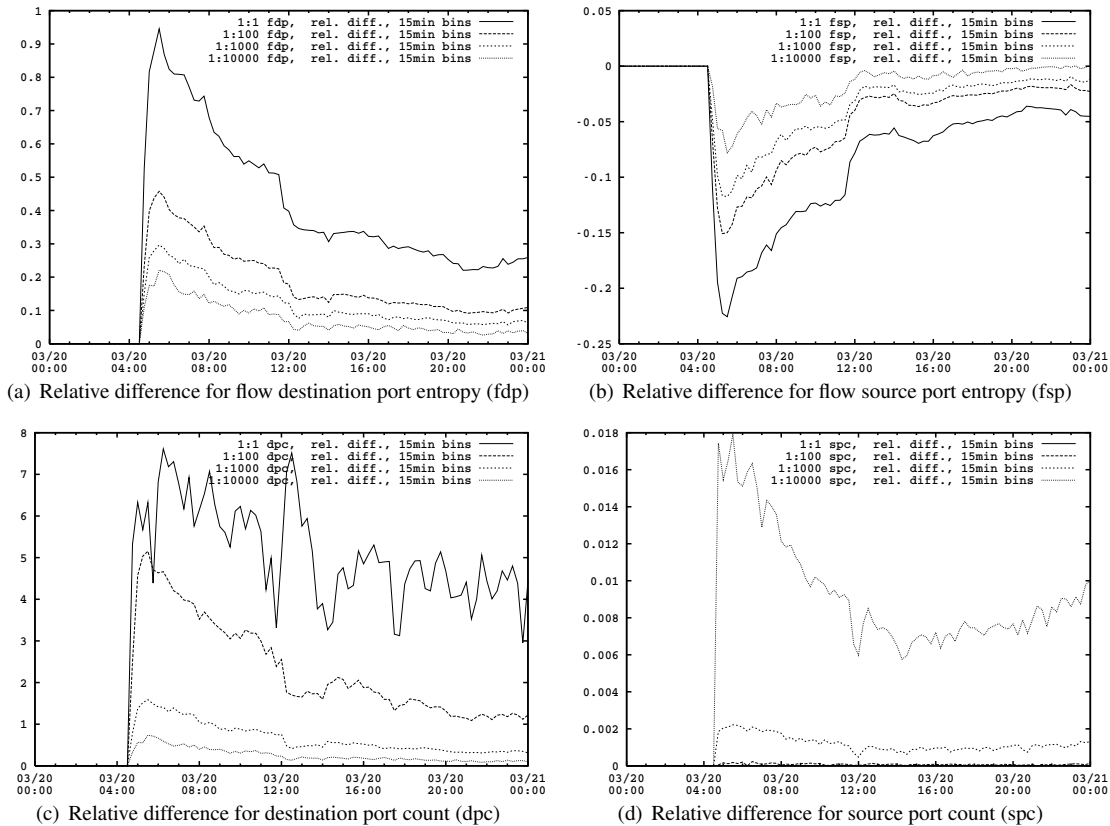 1
0.9
0.8
0.7
0.6
0.5
0.4
0.3
0.2
0.1
0
1:1 fdp, rel. diff., 15min bins
1:100 fdp, rel. diff., 15min bins
1:1000 fdp, rel. diff., 15min bins
1:10000 fdp, rel. diff., 15min bins
03/20 03/20 03/20 03/20 03/20 03/20 03/21
00:00 04:00 08:00 12:00 16:00 20:00 00:00
(a) Relative difference for flow destination port entropy (fdp)
0.05
0
-0.05
-0.1
-0.15
-0.2
-0.25
1:1 fsp, rel. diff., 15min bins
1:100 fsp, rel. diff., 15min bins
1:1000 fsp, rel. diff., 15min bins
1:10000 fsp, rel. diff., 15min bins
03/20 03/20 03/20 03/20 03/20 03/20 03/21
00:00 04:00 08:00 12:00 16:00 20:00 00:00
(b) Relative difference for flow source port entropy (fsp)
8
7
6
5
4
3
2
1
0
1:1 dpc, rel. diff., 15min bins
1:100 dpc, rel. diff., 15min bins
1:1000 dpc, rel. diff., 15min bins
1:10000 dpc, rel. diff., 15min bins
03/20 03/20 03/20 03/20 03/20 03/20 03/21
00:00 04:00 08:00 12:00 16:00 20:00 00:00
(c) Relative difference for destination port count (dpc)
0.018
0.016
0.014
0.012
0.01
0.008
0.006
0.004
0.002
0
1:1 spc, rel. diff., 15min bins
1:100 spc, rel. diff., 15min bins
1:1000 spc, rel. diff., 15min bins
1:10000 spc, rel. diff., 15min bins
03/20 03/20 03/20 03/20 03/20 03/20 03/21
00:00 04:00 08:00 12:00 16:00 20:00 00:00
(d) Relative difference for source port count (spc)